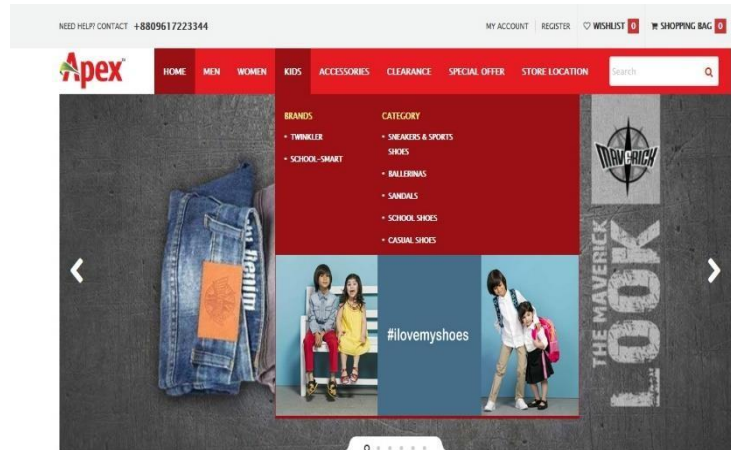 NEED HELP? CONTACT +8809617223344
MY ACCOUNT REGISTER WISHLIST 0 SHOPPING BAG 0
Apex
HOME MEN WOMEN KIDS ACCESSORIES CLEARANCE SPECIAL OFFER STORE LOCATION Search
BRANDS
• TWINKLER
• SCHOOL-SMART
CATEGORY
• SNEAKERS & SPORTS
SHOES
• BALLERINAS
• SANDALS
• SCHOOL SHOES
• CASUAL SHOES
#ilovemyshoes
Denim
MAVERICK
THE MAVERICK
LOOK